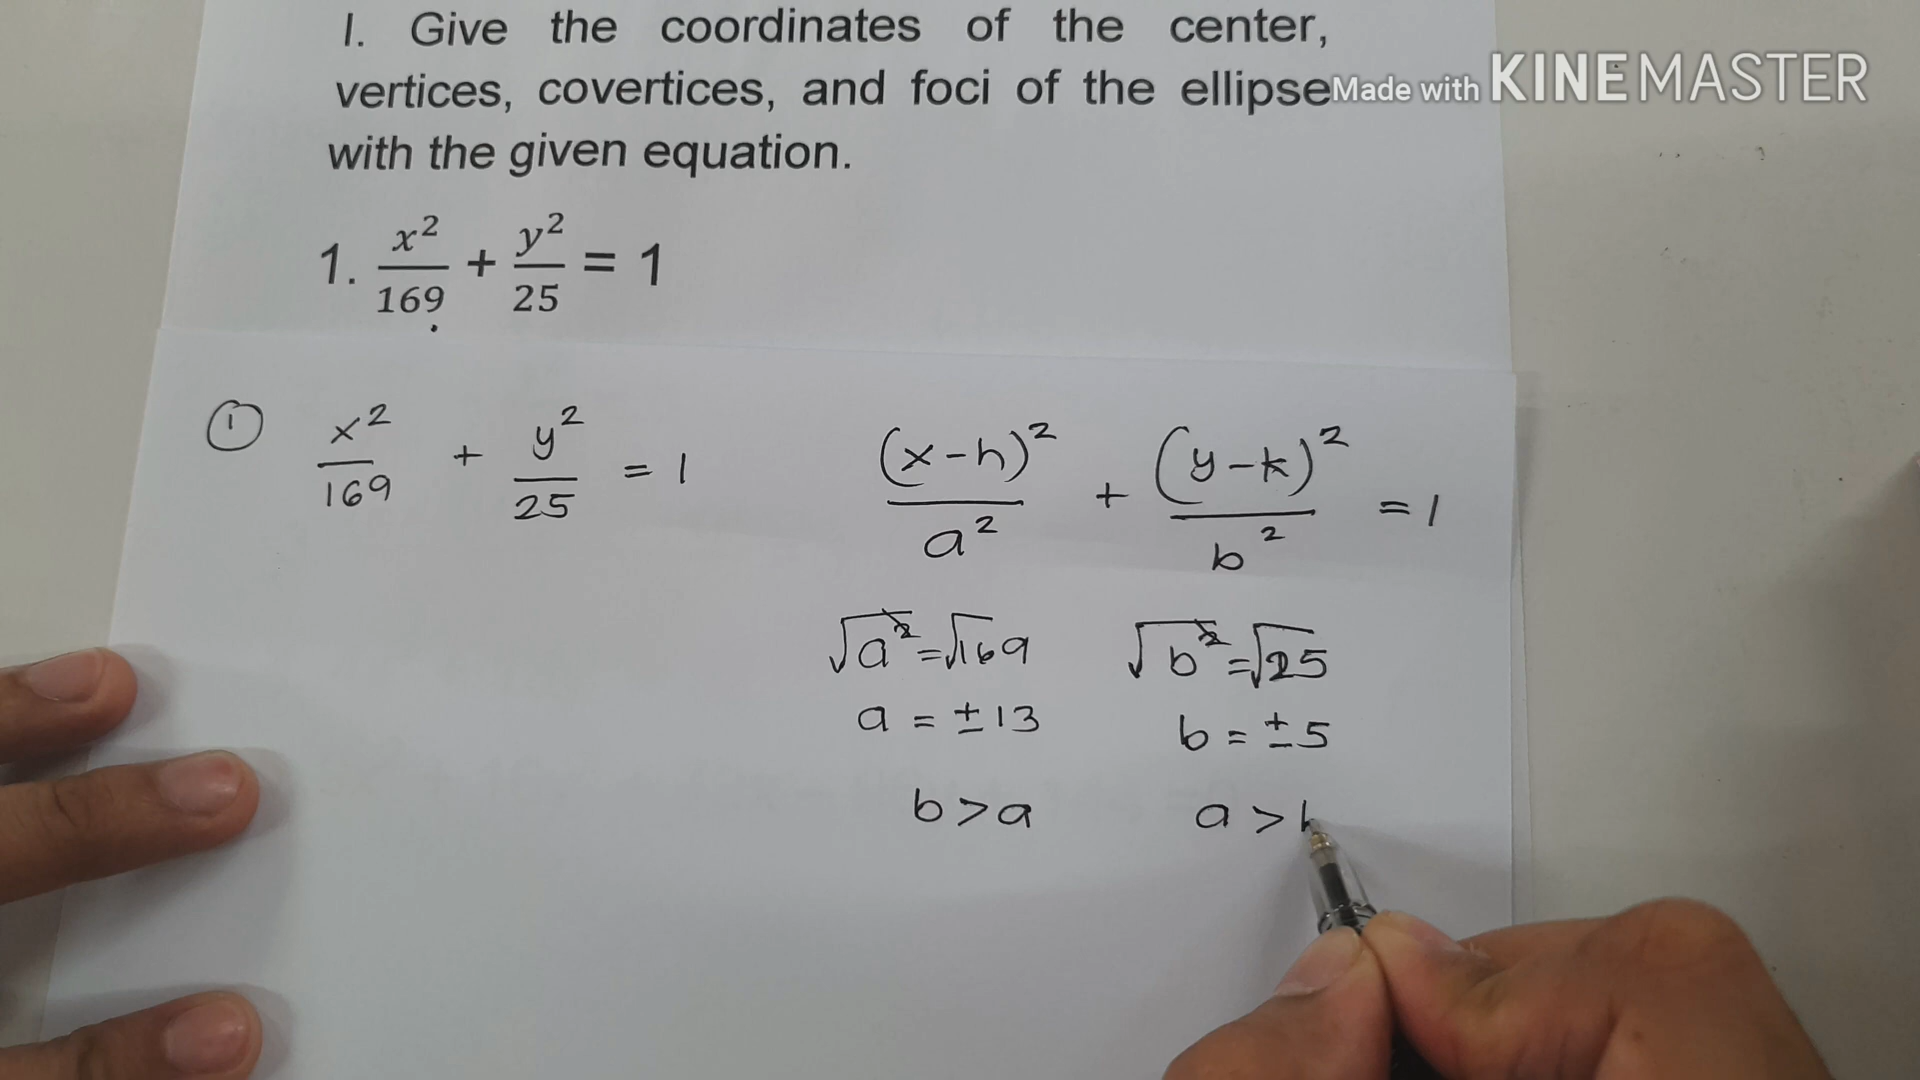 I. Give the coordinates of the center,
vertices, covertices, and foci of the ellipse
with the given equation.
Made with KINEMASTER
1. x²/169 + y²/25 = 1
① x²/169 + y²/25 = 1
(x-h)²/a² + (y-k)²/b² = 1
√a² = √169
√b² = √25
a = ±13
b = ±5
b > a
a >